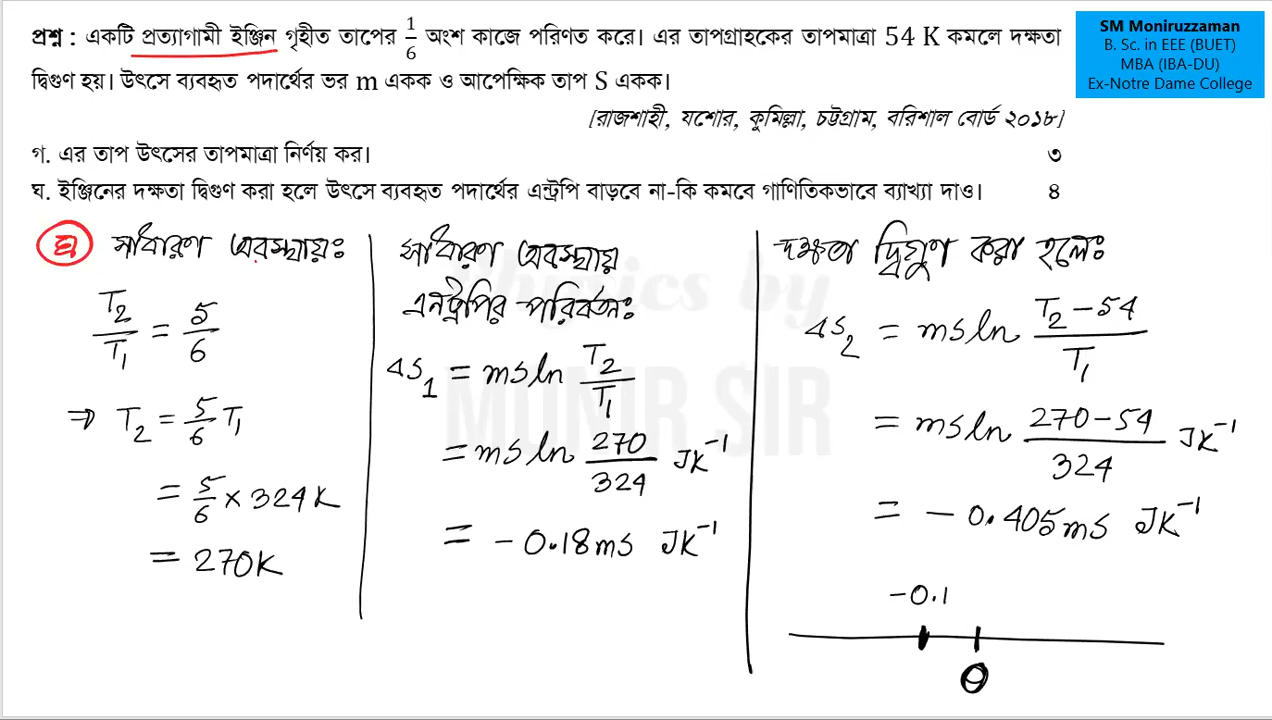 প্রশ্ন : একটি প্রত্যাগামী ইঞ্জিন গৃহীত তাপের 1/6 অংশ কাজে পরিণত করে। এর তাপগ্রাহকের তাপমাত্রা 54 K কমলে দক্ষতা
দ্বিগুণ হয়। উৎসে ব্যবহৃত পদার্থের ভর m একক ও আপেক্ষিক তাপ S একক।
[রাজশাহী, যশোর, কুমিল্লা, চট্টগ্রাম, বরিশাল বোর্ড ২০১৮]
গ. এর তাপ উৎসের তাপমাত্রা নির্ণয় কর। ৩
ঘ. ইঞ্জিনের দক্ষতা দ্বিগুণ করা হলে উৎসে ব্যবহৃত পদার্থের এন্ট্রপি বাড়বে না-কি কমবে গাণিতিকভাবে ব্যাখ্যা দাও। ৪
SM Moniruzzaman
B. Sc. in EEE (BUET)
MBA (IBA-DU)
Ex-Notre Dame College
ঘ সাধারণ অবস্থায়ঃ
T₂/T₁ = 5/6
⇒ T₂ = 5/6 T₁
= 5/6 × 324K
= 270K
সাধারণ অবস্থায়
এনট্রপির পরিবর্তনঃ
ΔS₁ = ms ln T₂/T₁
= ms ln 270/324 JK⁻¹
= -0.18ms JK⁻¹
দক্ষতা দ্বিগুণ করা হলেঃ
ΔS₂ = ms ln (T₂-54)/T₁
= ms ln (270-54)/324 JK⁻¹
= -0.405ms JK⁻¹
-0.1
0
Physics by
MUNIR SIR